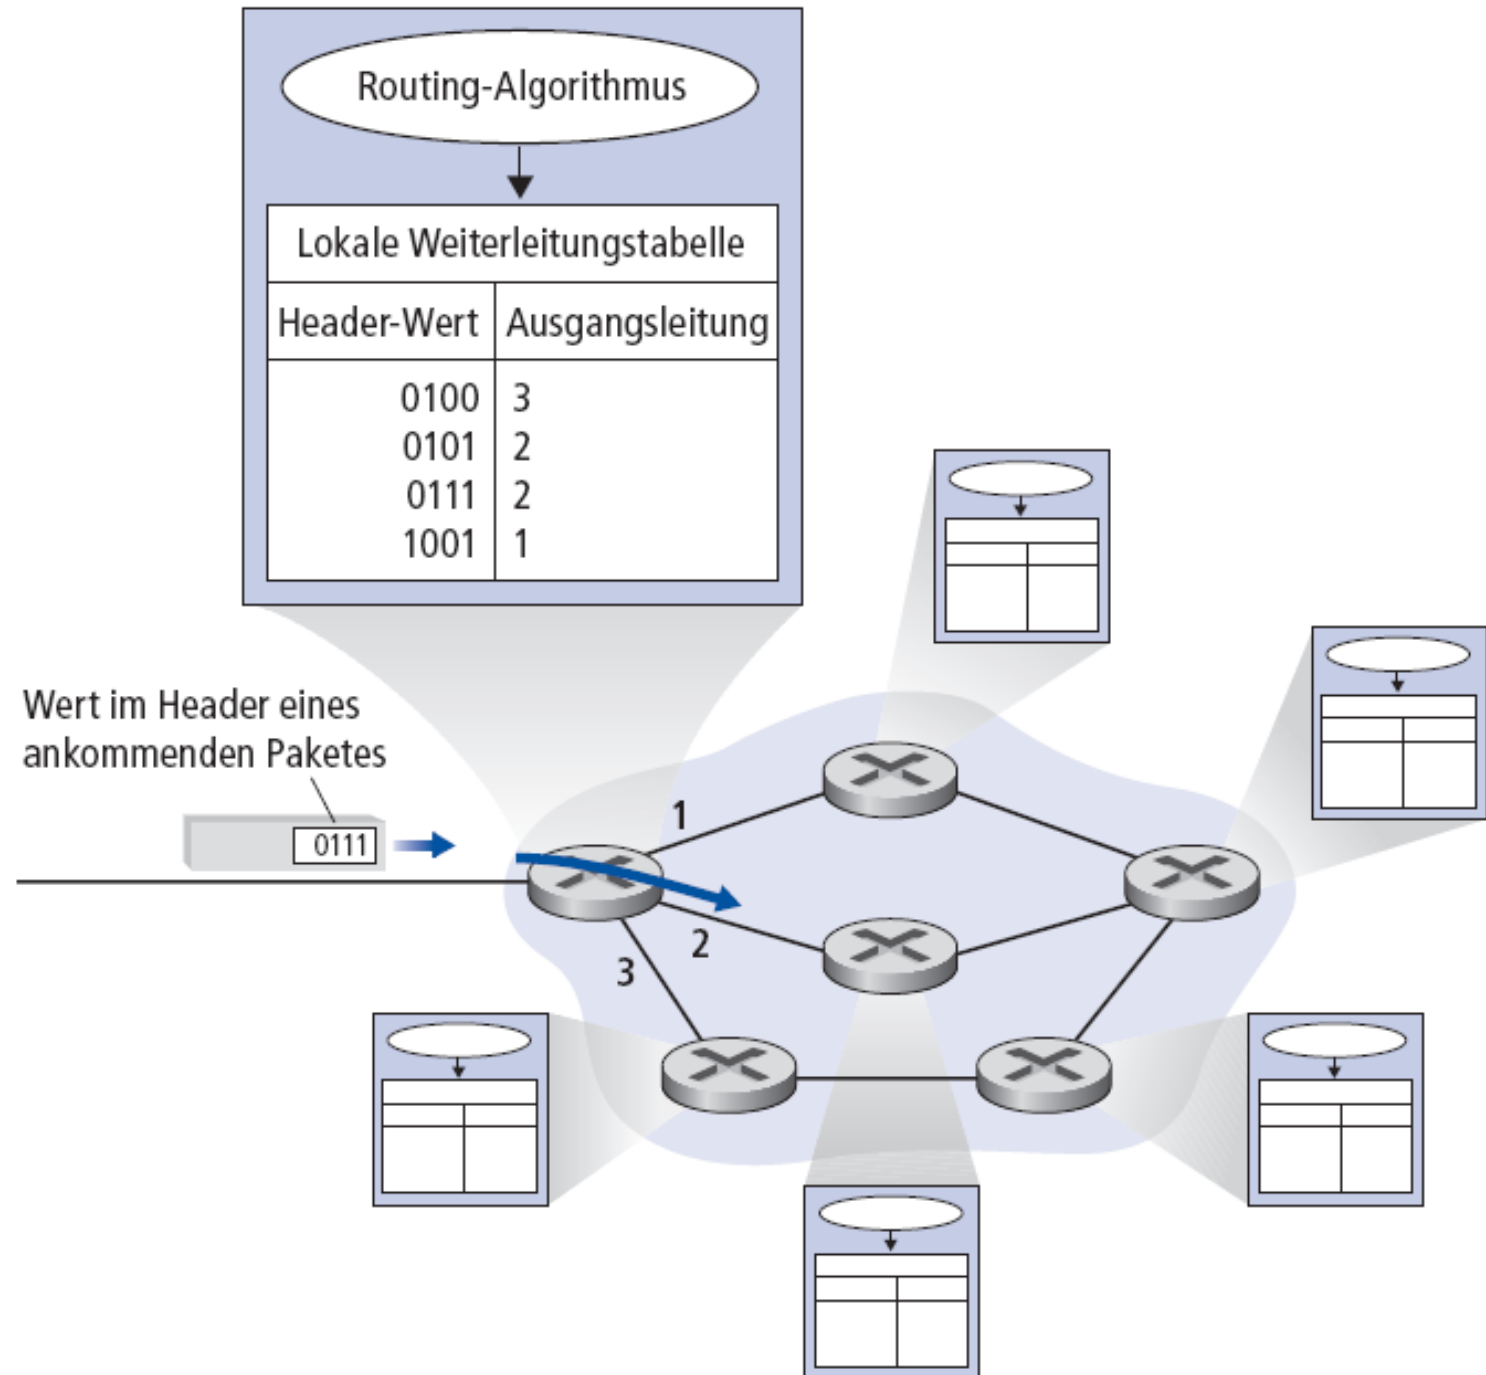 Routing-Algorithmus
Lokale Weiterleitungstabelle
Header-Wert Ausgangsleitung
0100 3
0101 2
0111 2
1001 1
Wert im Header eines
ankommenden Paketes
0111
1
2
3